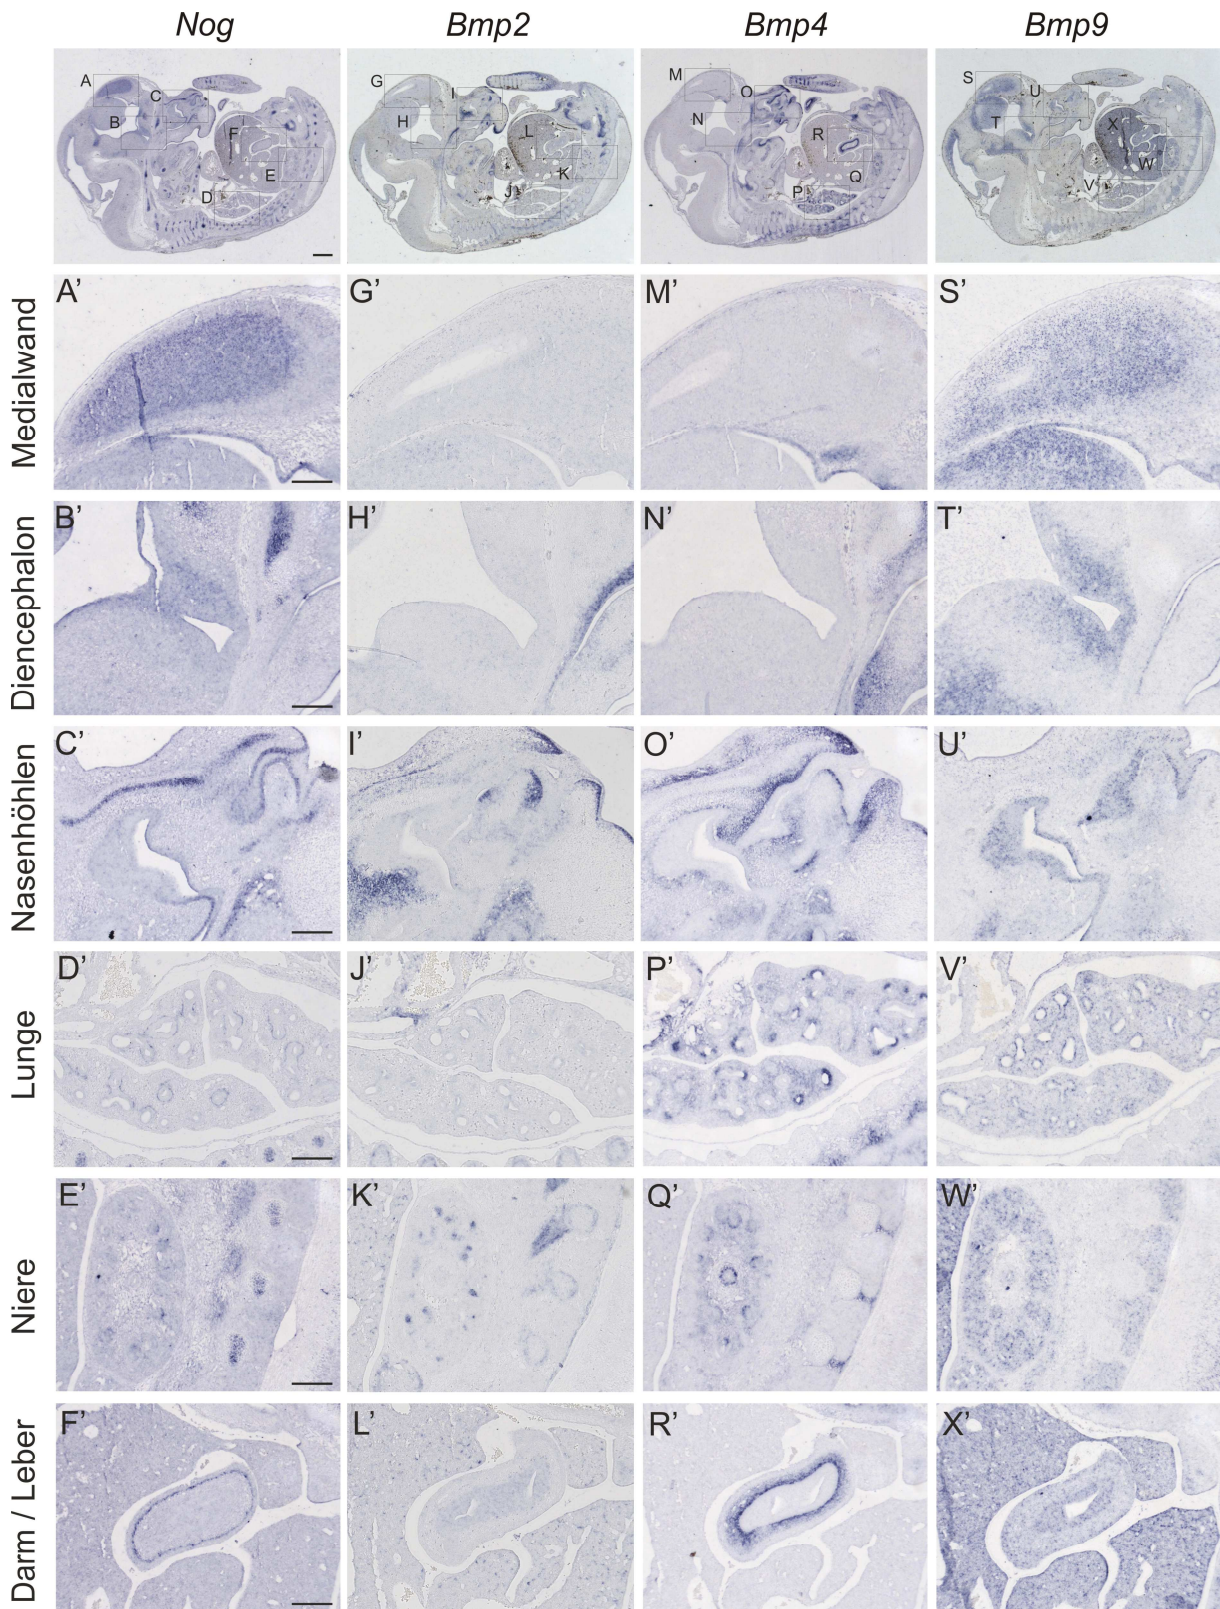 Nog Bmp2 Bmp4 Bmp9
A B C D E F
G H I J K L
M N O P Q R
S T U V W X
Medialwand
A’ G’ M’ S’
Diencephalon
B’ H’ N’ T’
Nasenhöhlen
C’ I’ O’ U’
Lunge
D’ J’ P’ V’
Niere
E’ K’ Q’ W’
Darm / Leber
F’ L’ R’ X’